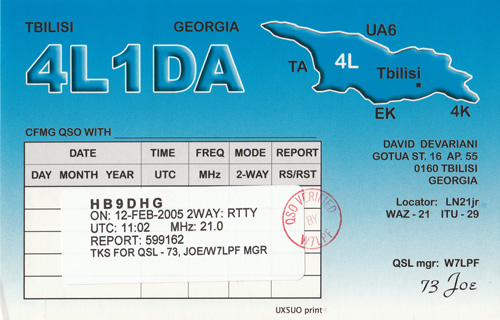 TBILISI GEORGIA
4L1DA
UA6
TA 4L Tbilisi
EK 4K
CFMG QSO WITH
DATE TIME FREQ MODE REPORT
DAY MONTH YEAR UTC MHz 2-WAY RS/RST
DAVID DEVARIANI
GOTUA ST. 16 AP. 55
0160 TBILISI
GEORGIA
Locator: LN21jr
WAZ - 21 ITU - 29
HB9DHG
ON: 12-FEB-2005 2WAY: RTTY
UTC: 11:02 MHz: 21.0
REPORT: 599162
TKS FOR QSL - 73, JOE/W7LPF MGR
QSO VERIFIED
BY
W7LPF
QSL mgr: W7LPF
73 Joe
UX5UO print